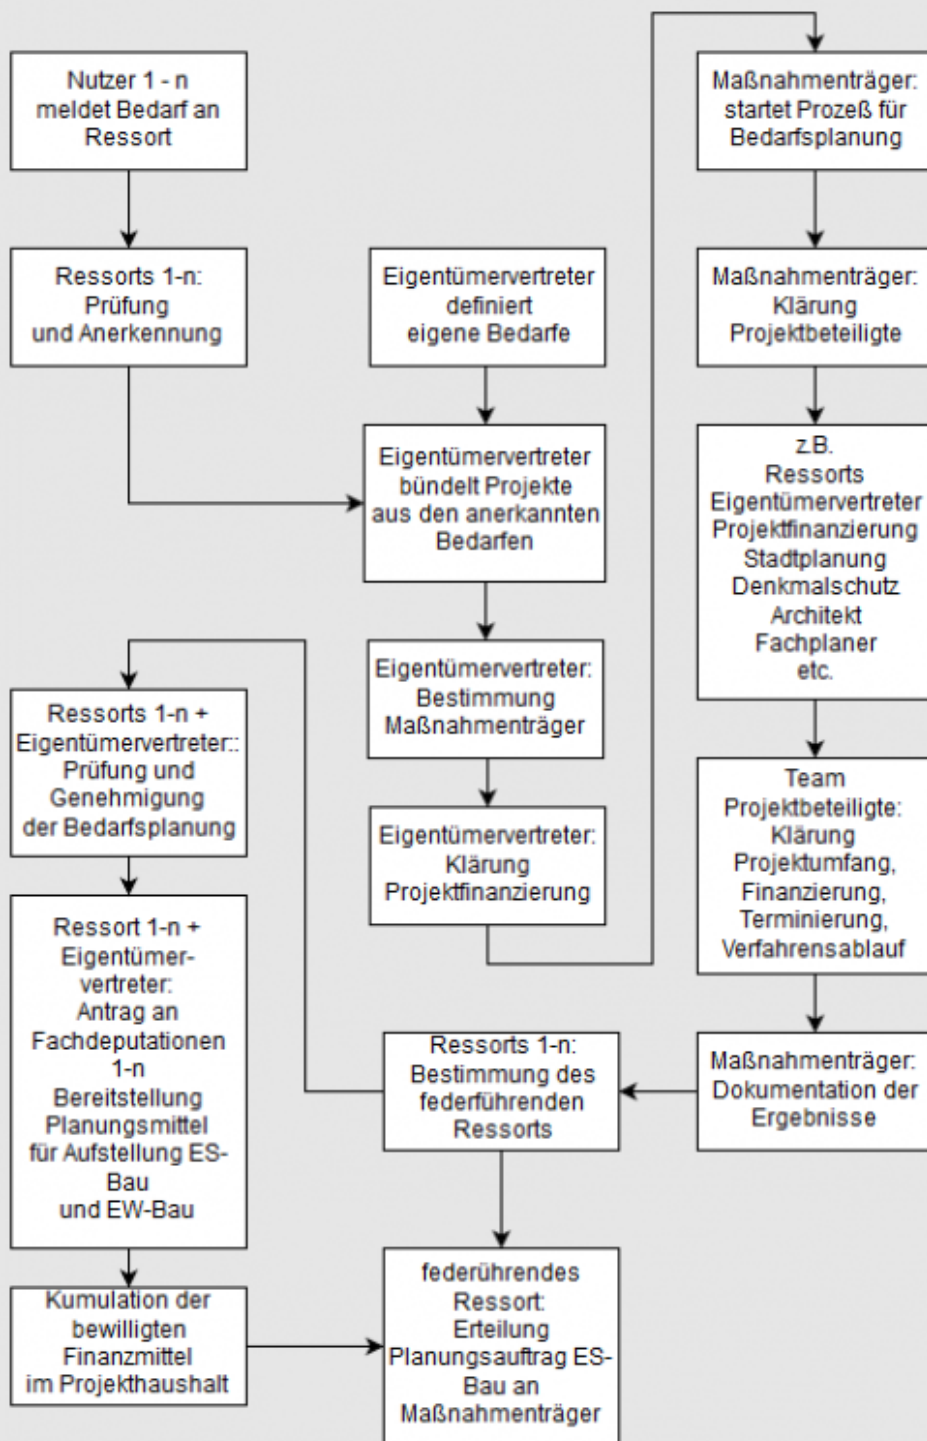 Nutzer 1 - n
meldet Bedarf an
Ressort
Ressorts 1-n:
Prüfung
und Anerkennung
Eigentümervertreter
definiert
eigene Bedarfe
Eigentümervertreter
bündelt Projekte
aus den anerkannten
Bedarfen
Eigentümervertreter:
Bestimmung
Maßnahmenträger
Eigentümervertreter:
Klärung
Projektfinanzierung
Maßnahmenträger:
startet Prozeß für
Bedarfsplanung
Maßnahmenträger:
Klärung
Projektbeteiligte
z.B.
Ressorts
Eigentümervertreter
Projektfinanzierung
Stadtplanung
Denkmalschutz
Architekt
Fachplaner
etc.
Team
Projektbeteiligte:
Klärung
Projektumfang,
Finanzierung,
Terminierung,
Verfahrensablauf
Maßnahmenträger:
Dokumentation der
Ergebnisse
Ressorts 1-n:
Bestimmung des
federführenden
Ressorts
Ressorts 1-n +
Eigentümervertreter::
Prüfung und
Genehmigung
der Bedarfsplanung
Ressort 1-n +
Eigentümer-
vertreter:
Antrag an
Fachdeputationen
1-n
Bereitstellung
Planungsmittel
für Aufstellung ES-
Bau
und EW-Bau
Kumulation der
bewilligten
Finanzmittel
im Projekthaushalt
federührendes
Ressort:
Erteilung
Planungsauftrag ES-
Bau an
Maßnahmenträger